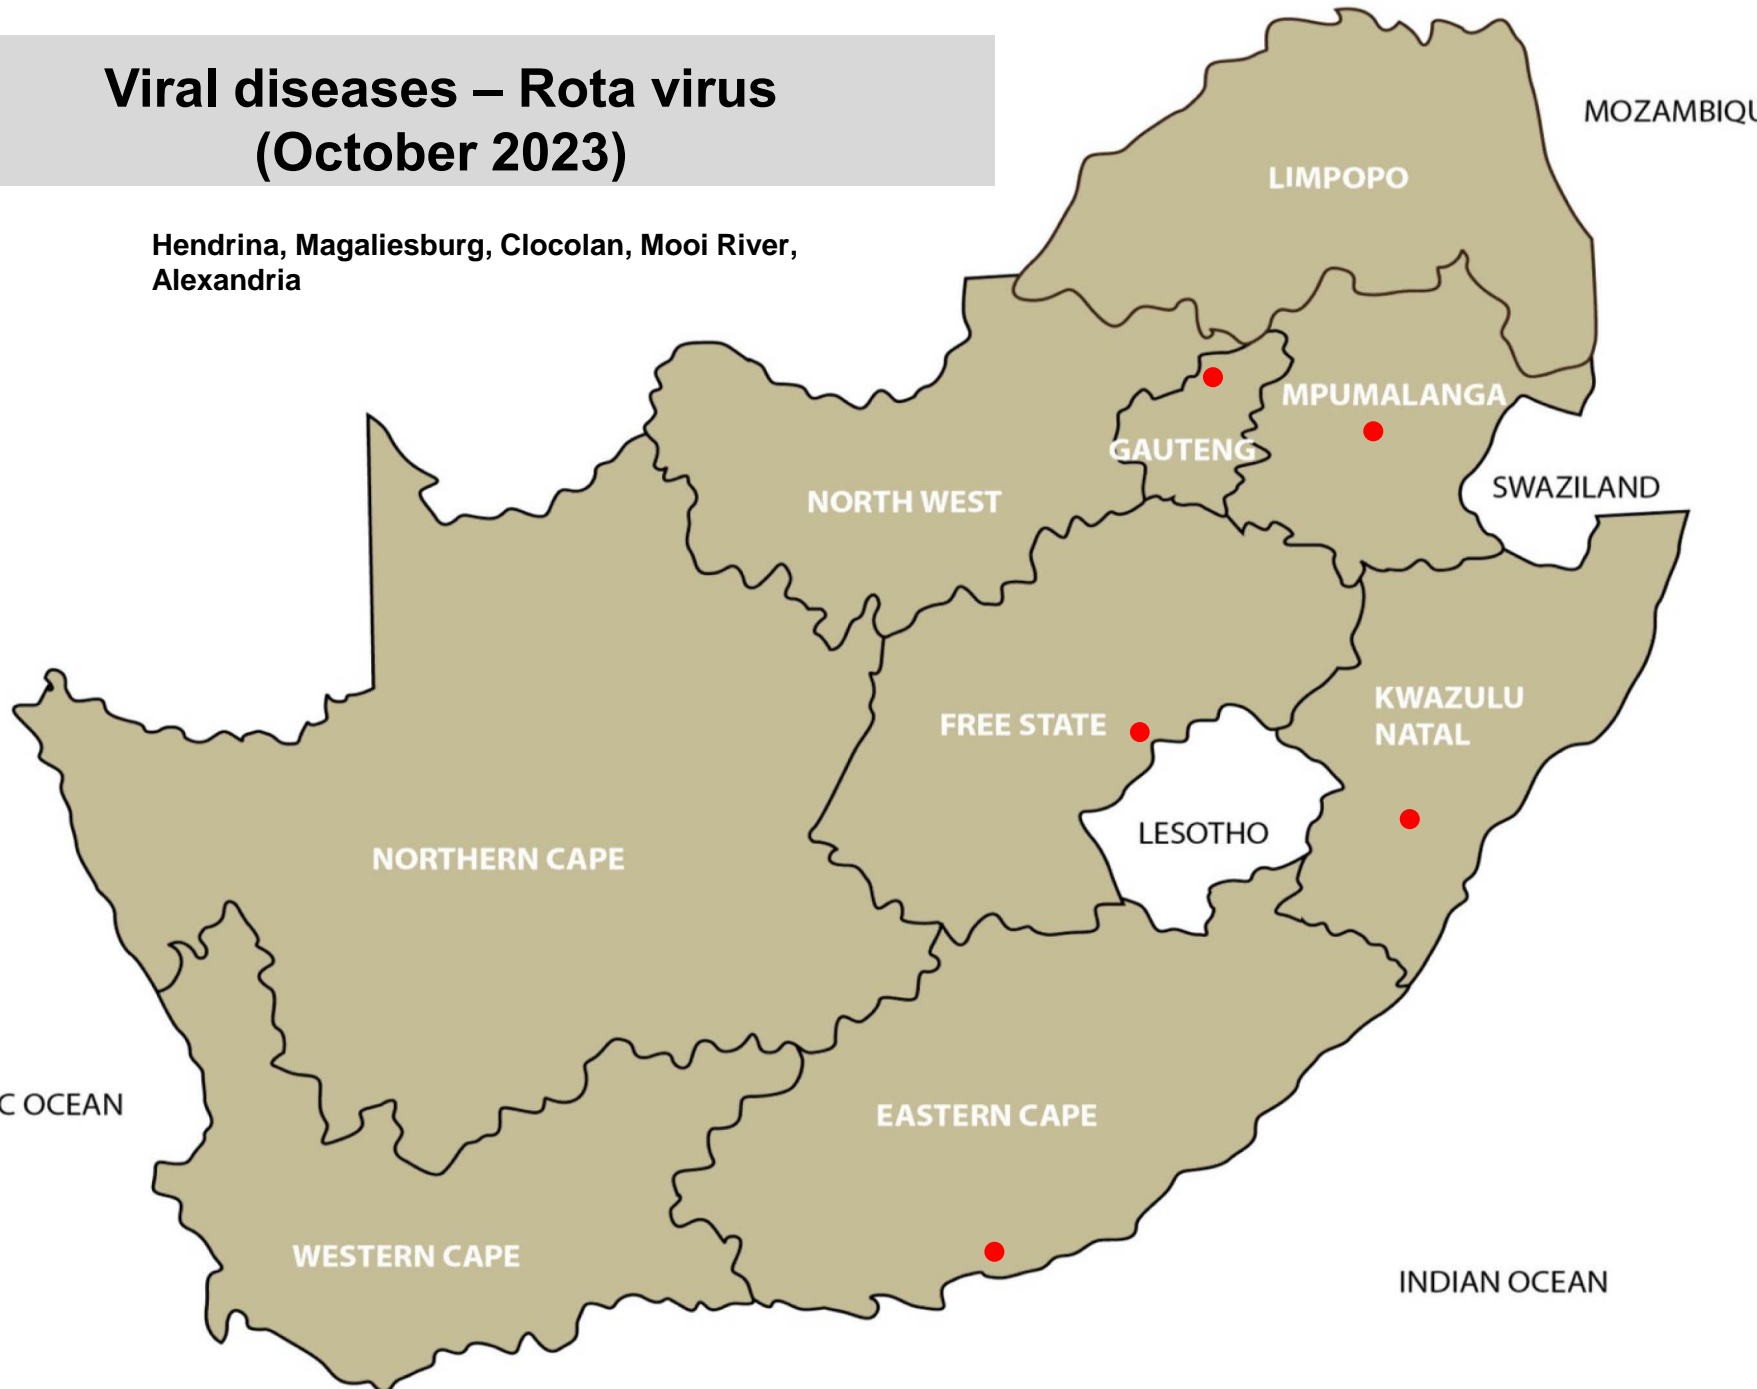 Viral diseases – Rota virus
(October 2023)
Hendrina, Magaliesburg, Clocolan, Mooi River,
Alexandria
MOZAMBIQU
LIMPOPO
MPUMALANGA
GAUTENG
NORTH WEST
SWAZILAND
KWAZULU
NATAL
FREE STATE
LESOTHO
NORTHERN CAPE
C OCEAN
EASTERN CAPE
WESTERN CAPE
INDIAN OCEAN